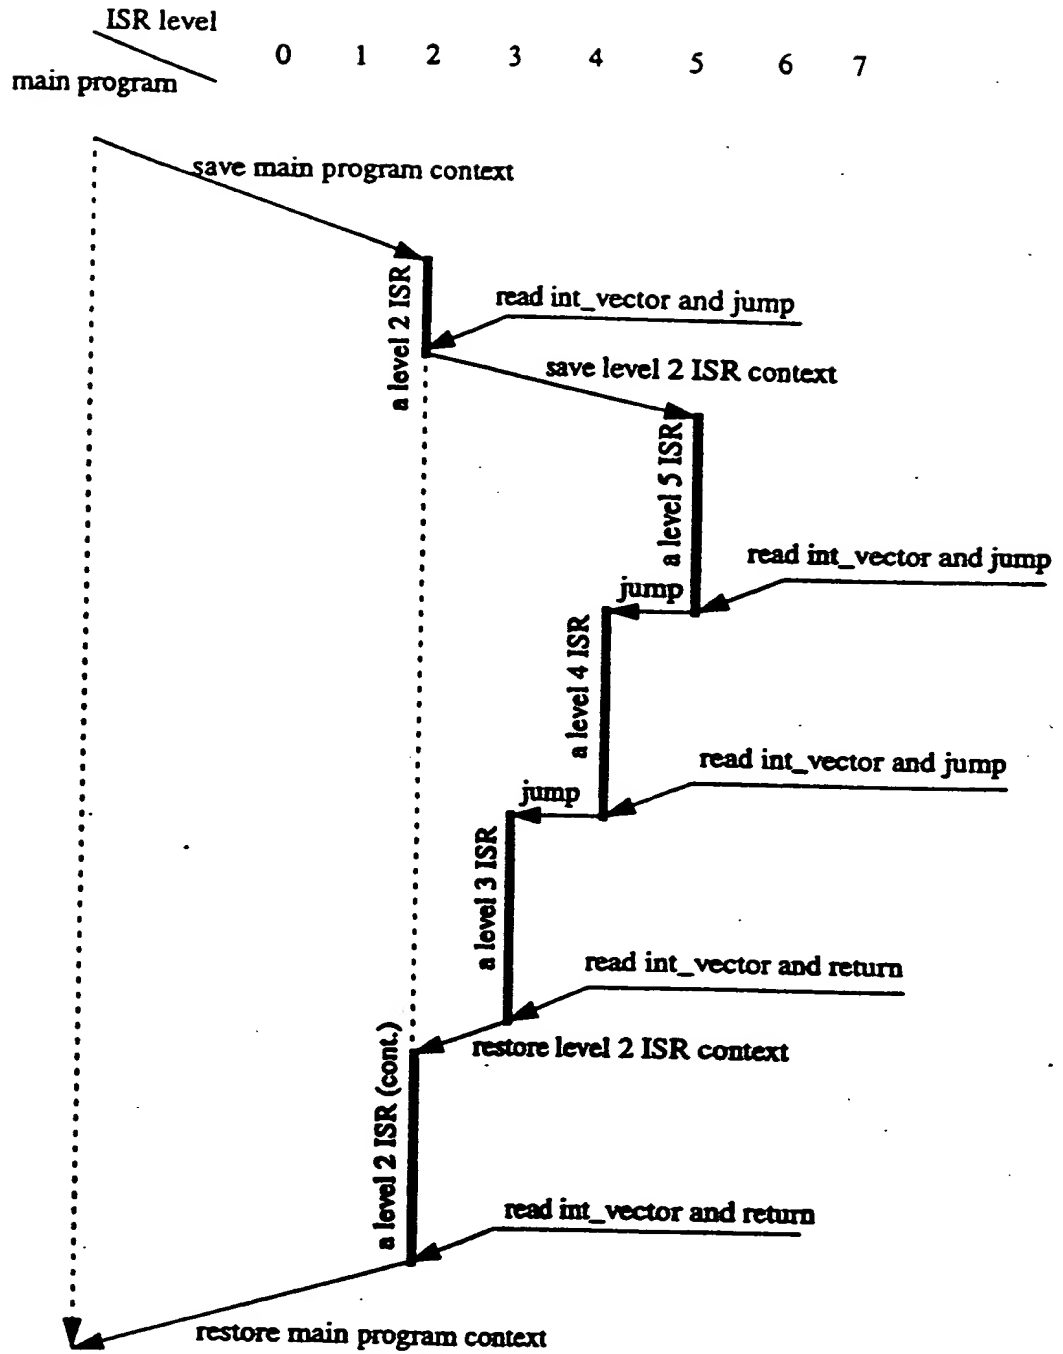 ISR level
main program
0 1 2 3 4 5 6 7
save main program context
a level 2 ISR
read int_vector and jump
save level 2 ISR context
a level 5 ISR
read int_vector and jump
jump
a level 4 ISR
read int_vector and jump
jump
a level 3 ISR
read int_vector and return
restore level 2 ISR context
a level 2 ISR (cont.)
read int_vector and return
restore main program context